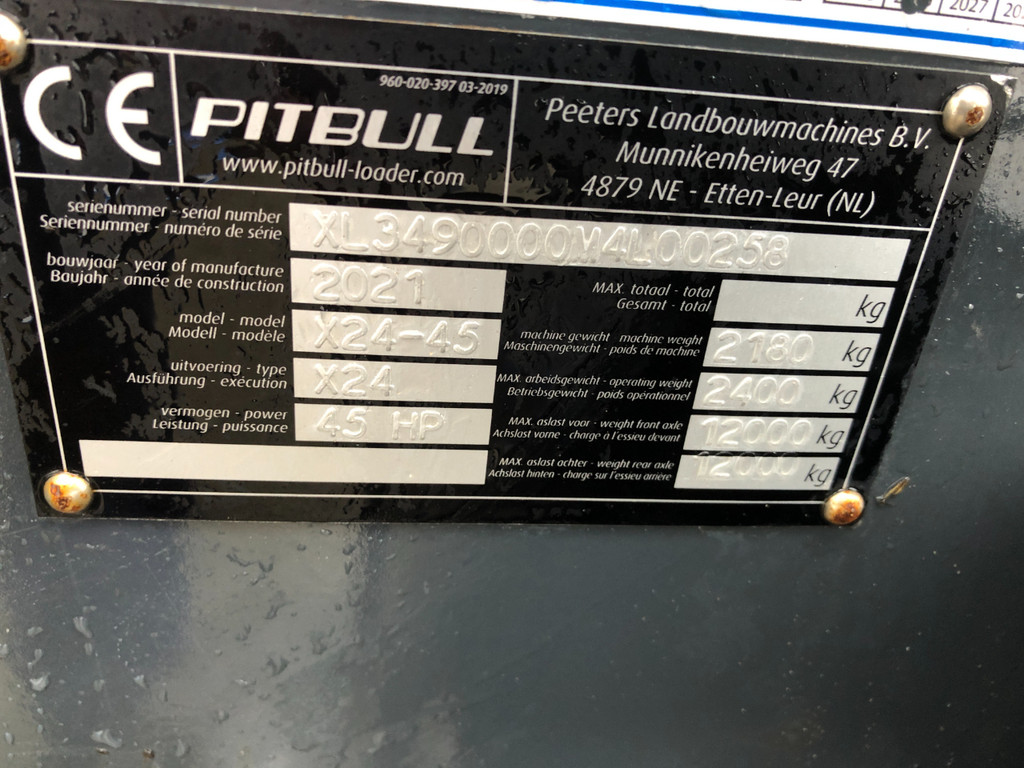 2027
CE
960-020-397 03-2019
PITBULL
www.pitbull-loader.com
Peeters Landbouwmachines B.V.
Munnikenheiweg 47
4879 NE - Etten-Leur (NL)
serienummer - serial number
Seriennummer - numéro de série
XL3490000M4L00258
bouwjaar - year of manufacture
Baujahr - année de construction
2021
model - model
Modell - modèle
X24-45
uitvoering - type
Ausführung - exécution
X24
vermogen - power
Leistung - puissance
45 HP
MAX. totaal - total
Gesamt - total
kg
machine gewicht machine weight
Maschinengewicht - poids de machine
2180 kg
MAX. arbeidsgewicht - operating weight
Betriebsgewicht - poids opérationnel
2400 kg
MAX. aslast voor - weight front axle
Achslast vorne - charge à l'essieu devant
12000 kg
MAX. aslast achter - weight rear axle
Achslast hinten - charge sur l'essieu arrière
12000 kg